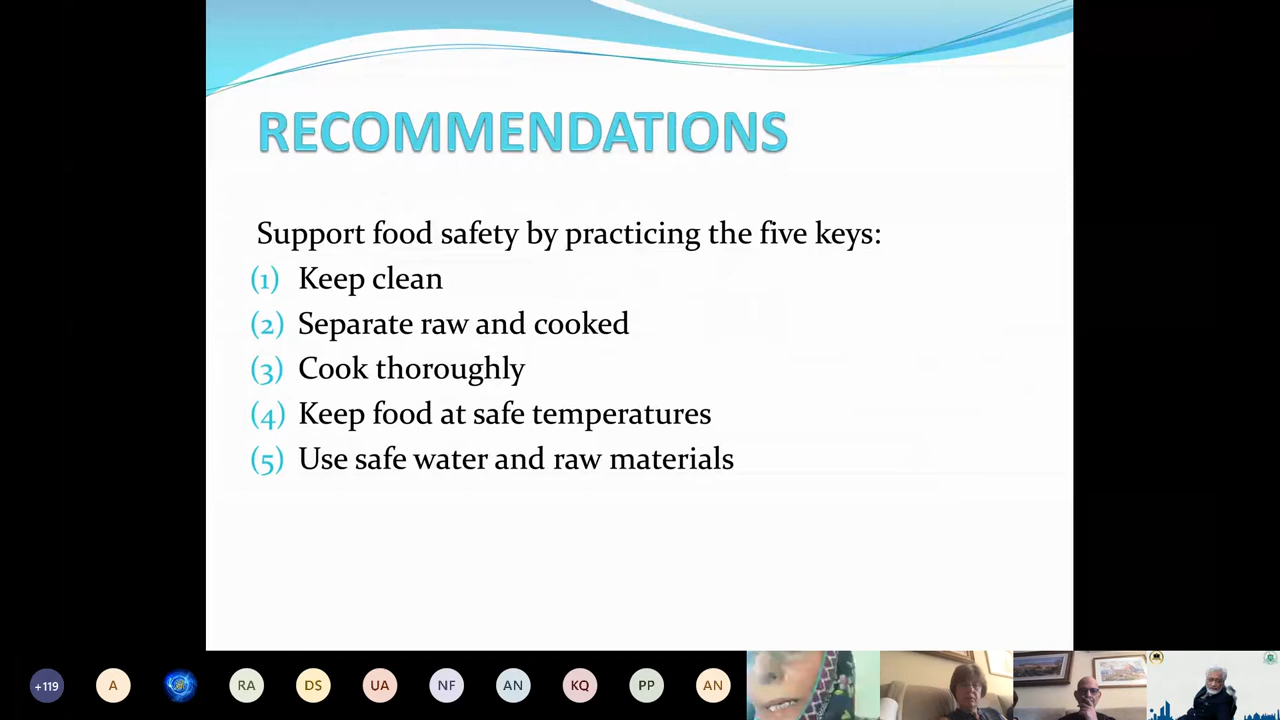 RECOMMENDATIONS
Support food safety by practicing the five keys:
(1) Keep clean
(2) Separate raw and cooked
(3) Cook thoroughly
(4) Keep food at safe temperatures
(5) Use safe water and raw materials
+119 A RA DS UA NF AN KQ PP AN